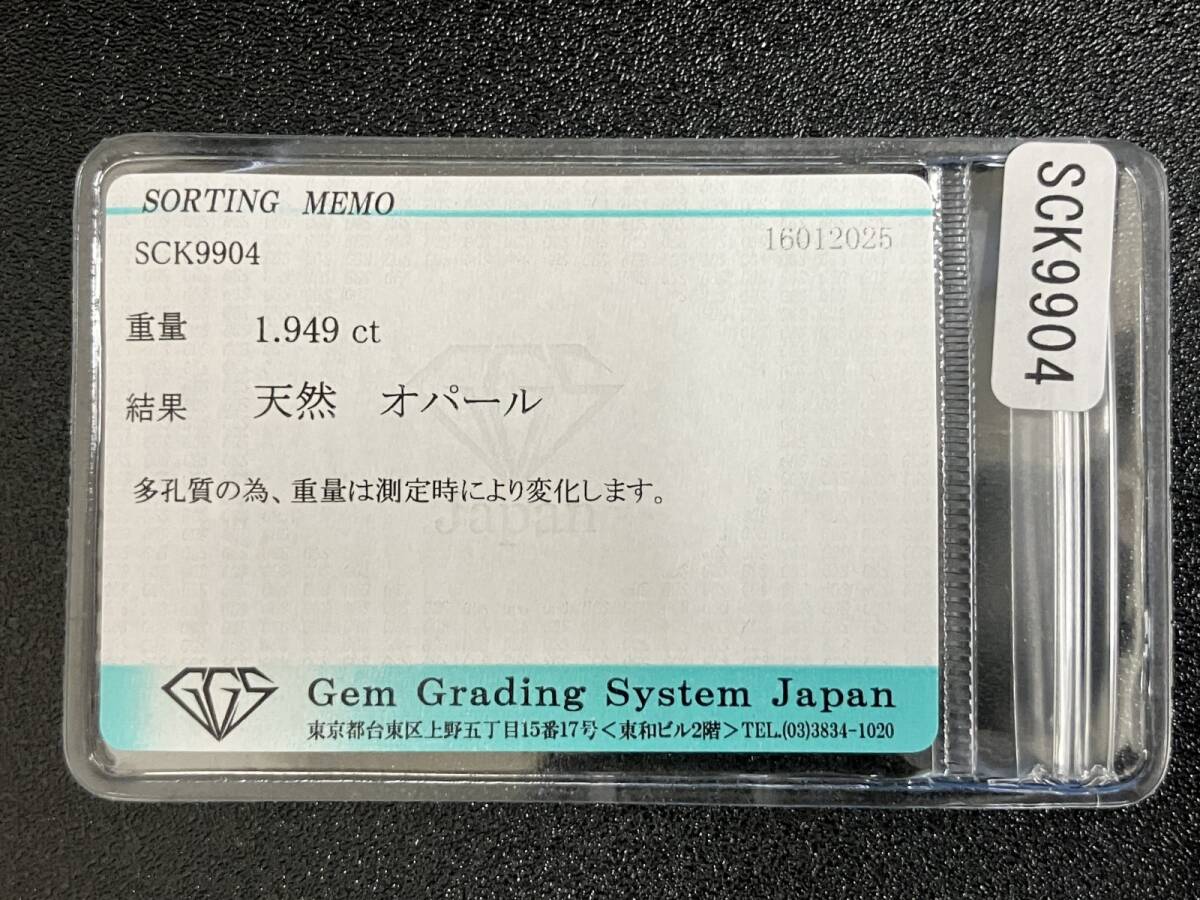 SORTING MEMO
SCK9904
16012025
重量 1.949 ct
結果 天然 オパール
多孔質の為、重量は測定時により変化します。
Japan
GGS
Gem Grading System Japan
東京都台東区上野五丁目15番17号＜東和ビル2階＞TEL.(03)3834-1020
SCK9904